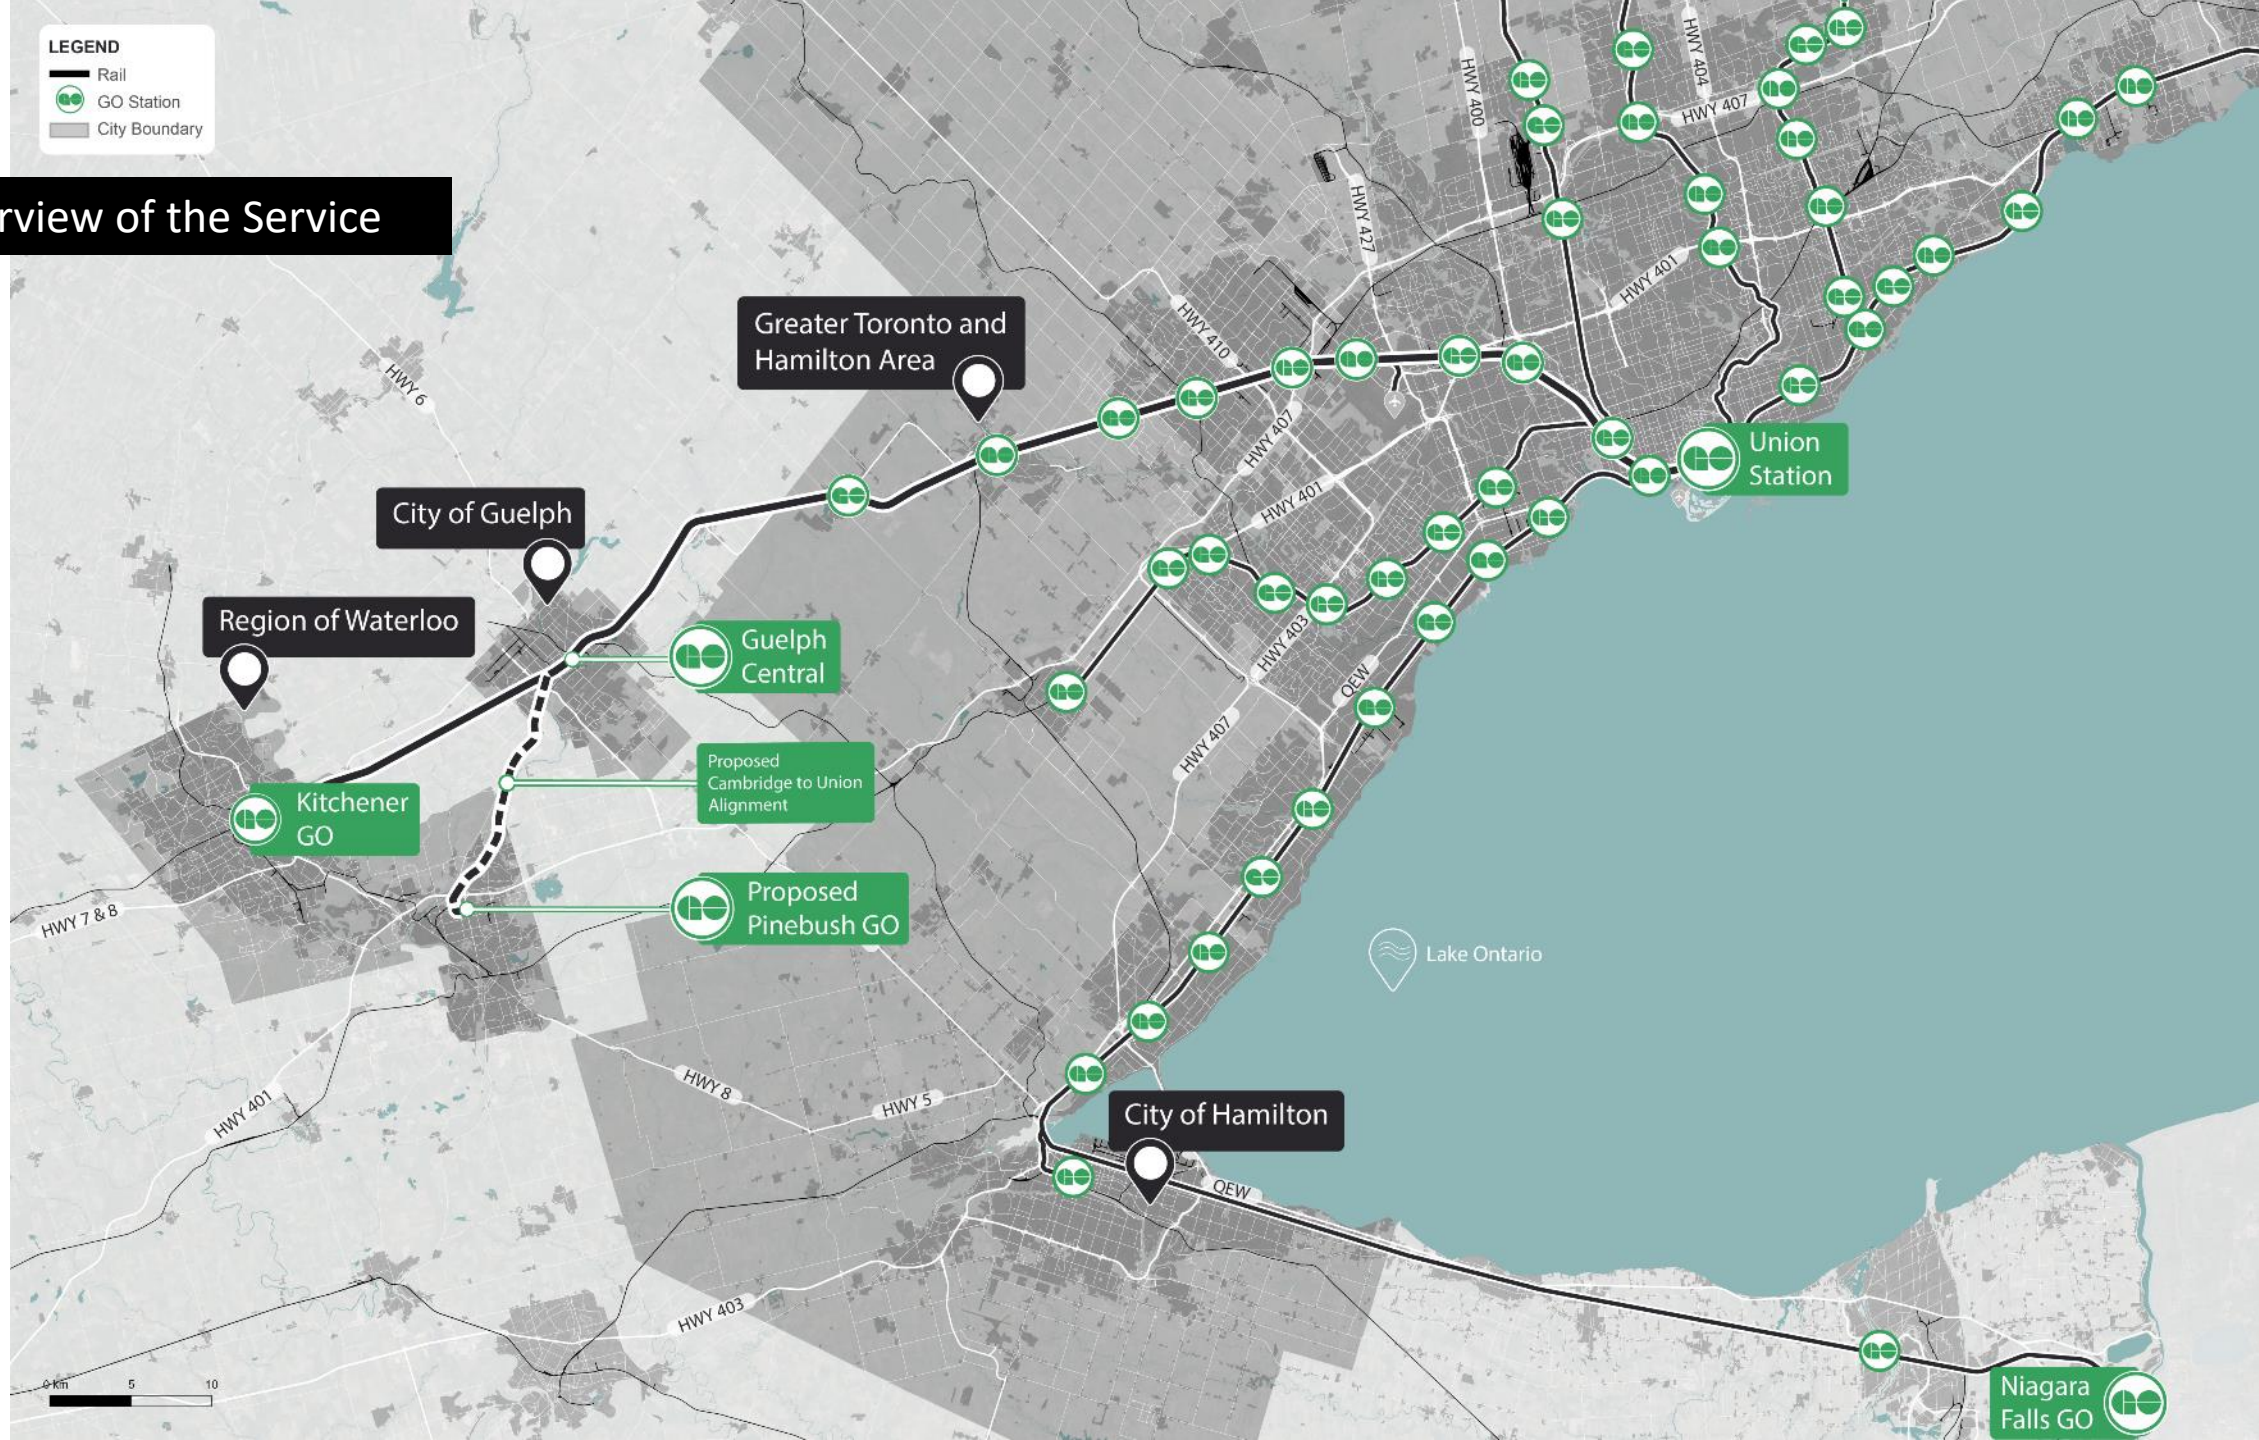 LEGEND
Rail
GO Station
City Boundary
rview of the Service
HWY 400
HWY 404
HWY 407
HWY 427
HWY 401
HWY 410
Greater Toronto and
Hamilton Area
HWY 6
HWY 407
Union
Station
City of Guelph
HWY 401
Region of Waterloo
Guelph
Central
HWY 403
QEW
HWY 407
Proposed
Cambridge to Union
Alignment
Kitchener
GO
Proposed
Pinebush GO
HWY 7 & 8
Lake Ontario
HWY 8
HWY 5
HWY 401
City of Hamilton
QEW
HWY 403
0 km 5 10
Niagara
Falls GO